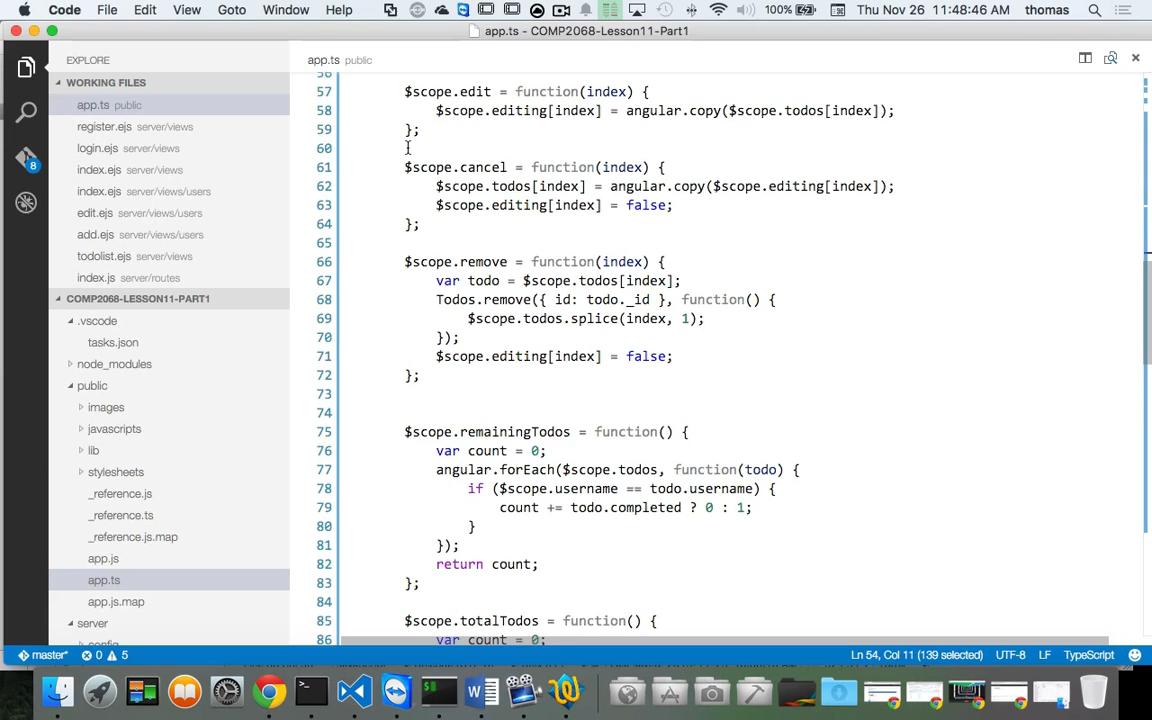 Code File Edit View Goto Window Help 100% Thu Nov 26 11:48:46 AM thomas
app.ts - COMP2068-Lesson11-Part1
EXPLORE
WORKING FILES
app.ts public
register.ejs server/views
login.ejs server/views
index.ejs server/views
index.ejs server/views/users
edit.ejs server/views/users
add.ejs server/views/users
todolist.ejs server/views
index.js server/routes
COMP2068-LESSON11-PART1
.vscode
tasks.json
node_modules
public
images
javascripts
lib
stylesheets
_reference.js
_reference.ts
_reference.js.map
app.js
app.ts
app.js.map
server
config
8
app.ts public
56
57 $scope.edit = function(index) {
58 $scope.editing[index] = angular.copy($scope.todos[index]);
59 };
60
61 $scope.cancel = function(index) {
62 $scope.todos[index] = angular.copy($scope.editing[index]);
63 $scope.editing[index] = false;
64 };
65
66 $scope.remove = function(index) {
67 var todo = $scope.todos[index];
68 Todos.remove({ id: todo._id }, function() {
69 $scope.todos.splice(index, 1);
70 });
71 $scope.editing[index] = false;
72 };
73
74
75 $scope.remainingTodos = function() {
76 var count = 0;
77 angular.forEach($scope.todos, function(todo) {
78 if ($scope.username == todo.username) {
79 count += todo.completed ? 0 : 1;
80 }
81 });
82 return count;
83 };
84
85 $scope.totalTodos = function() {
86 var count = 0;
master* 0 5 Ln 54, Col 11 (139 selected) UTF-8 LF TypeScript